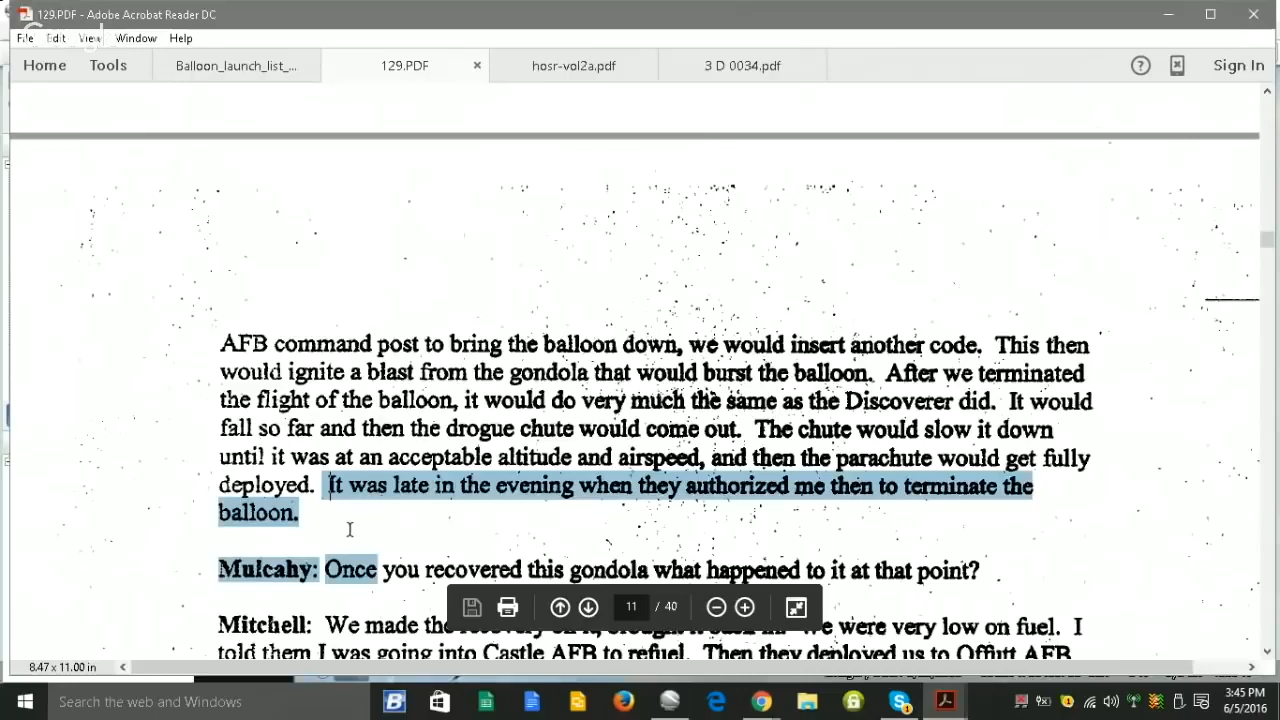 129.PDF - Adobe Acrobat Reader DC
Google
File Edit View Window Help
Home Tools Balloon_launch_list_... 129.PDF × hosr-vol2a.pdf 3 D 0034.pdf ? Sign In
AFB command post to bring the balloon down, we would insert another code. This then
would ignite a blast from the gondola that would burst the balloon. After we terminated
the flight of the balloon, it would do very much the same as the Discoverer did. It would
fall so far and then the drogue chute would come out. The chute would slow it down
until it was at an acceptable altitude and airspeed, and then the parachute would get fully
deployed. It was late in the evening when they authorized me then to terminate the
balloon.
Mulcahy: Once you recovered this gondola what happened to it at that point?
11 / 40
Mitchell: We made the recovery on it, brought it we were very low on fuel. I
told them I was going into Castle AFB to refuel. Then they deployed us to Offutt AFB
8.47 x 11.00 in
Search the web and Windows
3:45 PM
6/5/2016